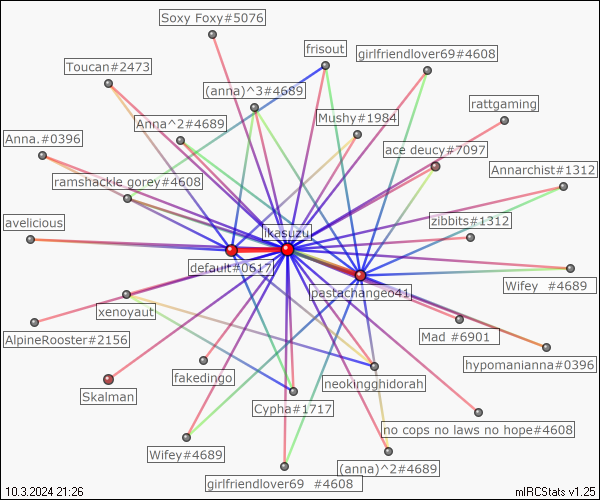 Soxy Foxy#5076
frisout
girlfriendlover69#4608
Toucan#2473
(anna)^3#4689
rattgaming
Mushy#1984
Anna^2#4689
Anna.#0396
ace deucy#7097
Annarchist#1312
ramshackle gorey#4608
avelicious
zibbits#1312
ikasuzu
default#0617
Wifey #4689
pastachangeo41
xenoyaut
AlpineRooster#2156
Mad #6901
hypomanianna#0396
fakedingo
neokingghidorah
Skalman
Cypha#1717
no cops no laws no hope#4608
Wifey#4689
(anna)^2#4689
girlfriendlover69 #4608
10.3.2024 21:26
mIRCStats v1.25